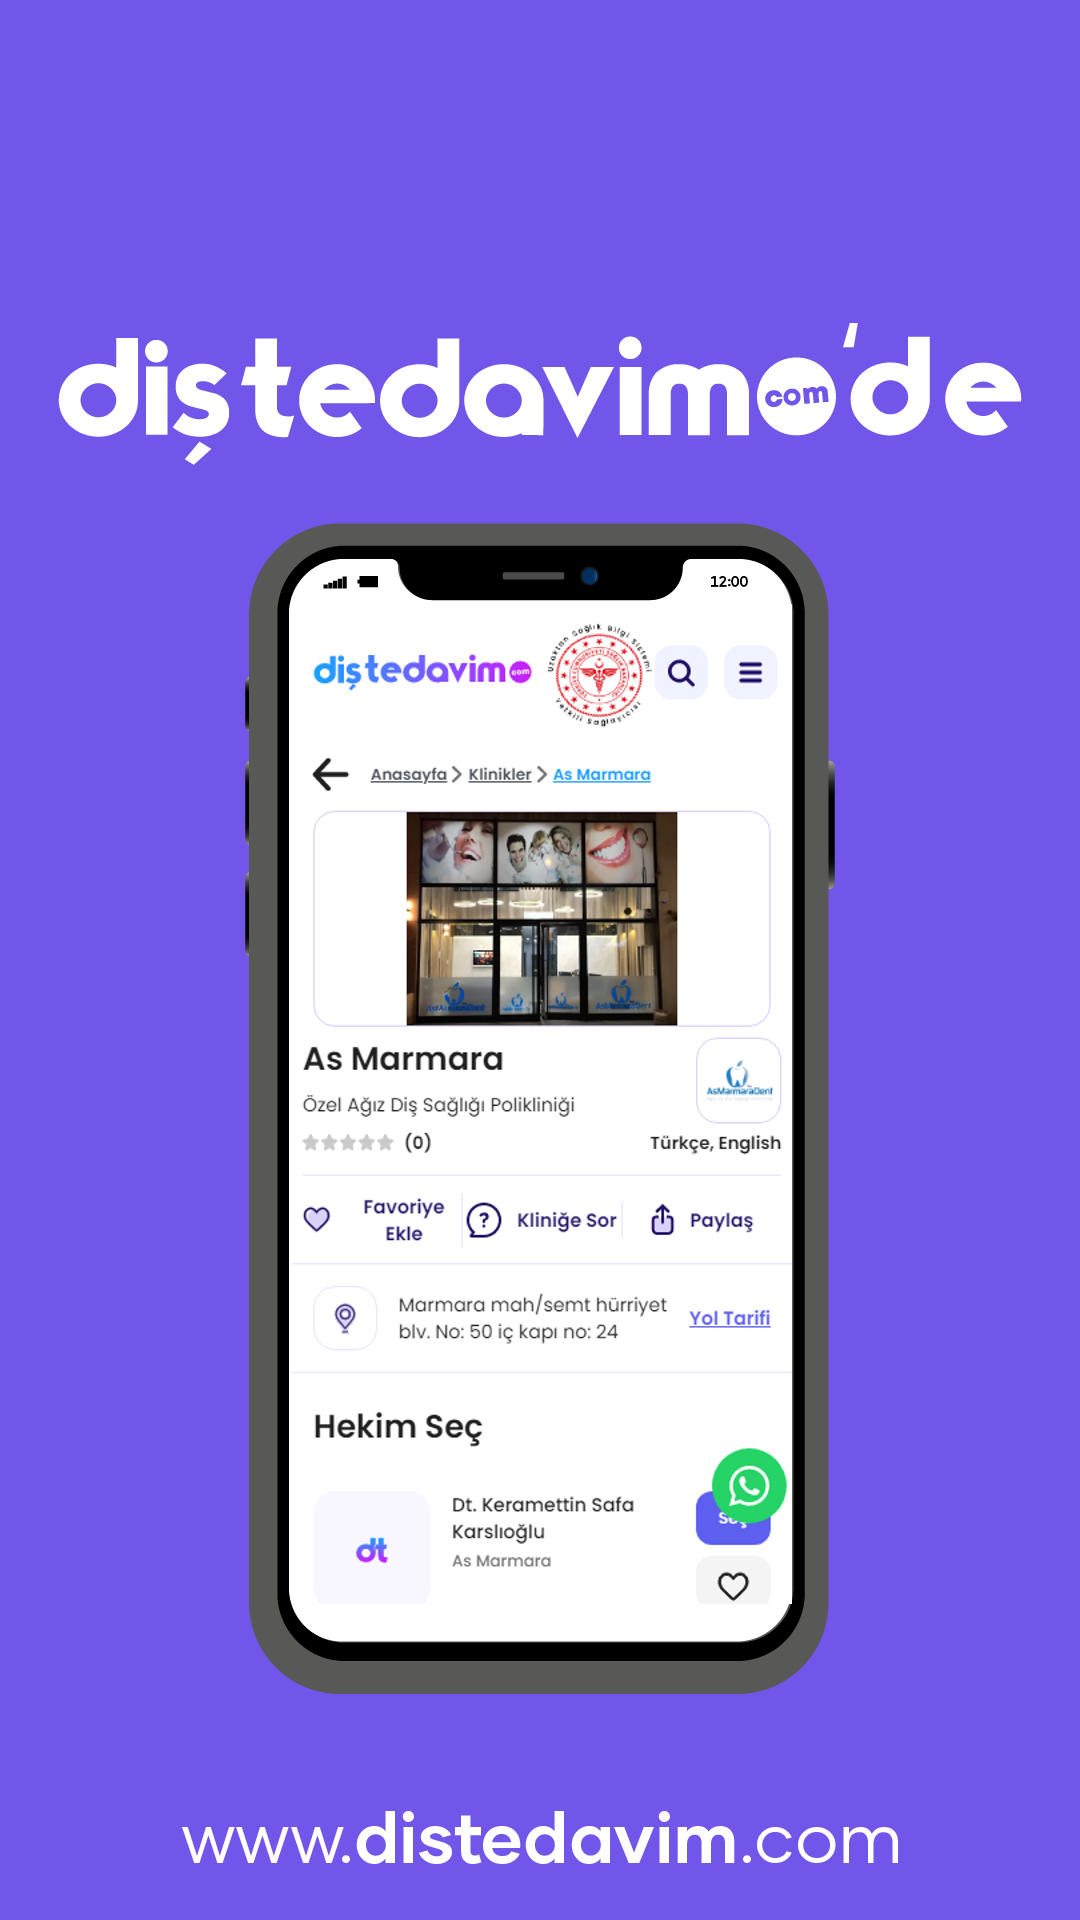 diştedavim.com'de
12:00
diştedavim.com
Uzaktan Sağlık Bilgi Sistemi
Yetkili Sağlayıcısı
Anasayfa > Klinikler > As Marmara
As Marmara
AsMarmaraDent
Özel Ağız Diş Sağlığı Polikliniği
(0)
Türkçe, English
Favoriye
Ekle
Kliniğe Sor
Paylaş
Marmara mah/semt hürriyet
blv. No: 50 iç kapı no: 24
Yol Tarifi
Hekim Seç
Dt. Keramettin Safa
Karslıoğlu
As Marmara
dt
Seç
www.distedavim.com